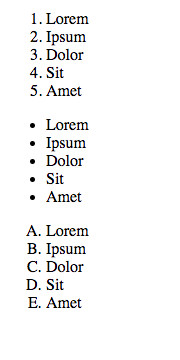 1. Lorem
2. Ipsum
3. Dolor
4. Sit
5. Amet
• Lorem
• Ipsum
• Dolor
• Sit
• Amet
A. Lorem
B. Ipsum
C. Dolor
D. Sit
E. Amet